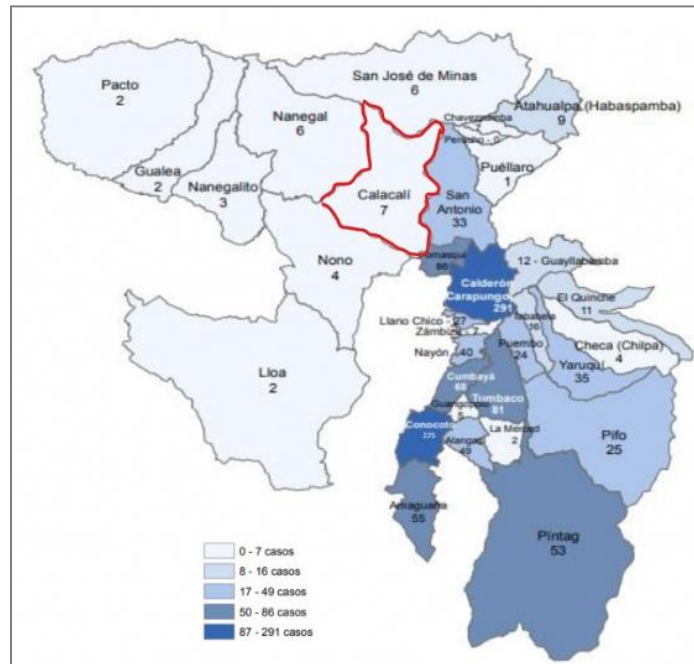 San José de Minas
6
Pacto
2
Nanegal
6
Atahualpa (Habaspamba)
9
Gualea
2
Nanegalito
3
Calacalí
7
Puéllaro
1
San
Antonio
33
Nono
4
12 - Guayllabamba
Calderón
Carapungo
291
El Quinche
11
Llano Chico - 27
Zámbiza - 7
Checa (Chilpa)
4
Puembo
24
Yaruquí
35
Nayón - 40
Lloa
2
Cumbayá
68
Tumbaco
81
Conocoto
225
La Merced
2
Alangasí
49
Pifo
25
Amaguaña
55
Píntag
53
0 - 7 casos
8 - 16 casos
17 - 49 casos
50 - 86 casos
87 - 291 casos